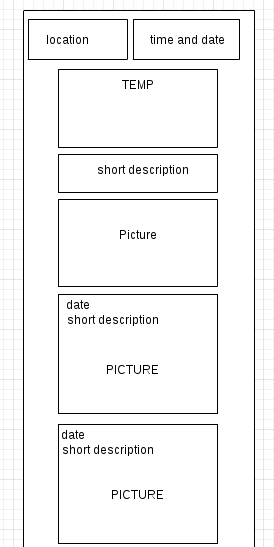 location
time and date
TEMP
short description
Picture
date
short description
PICTURE
date
short description
PICTURE